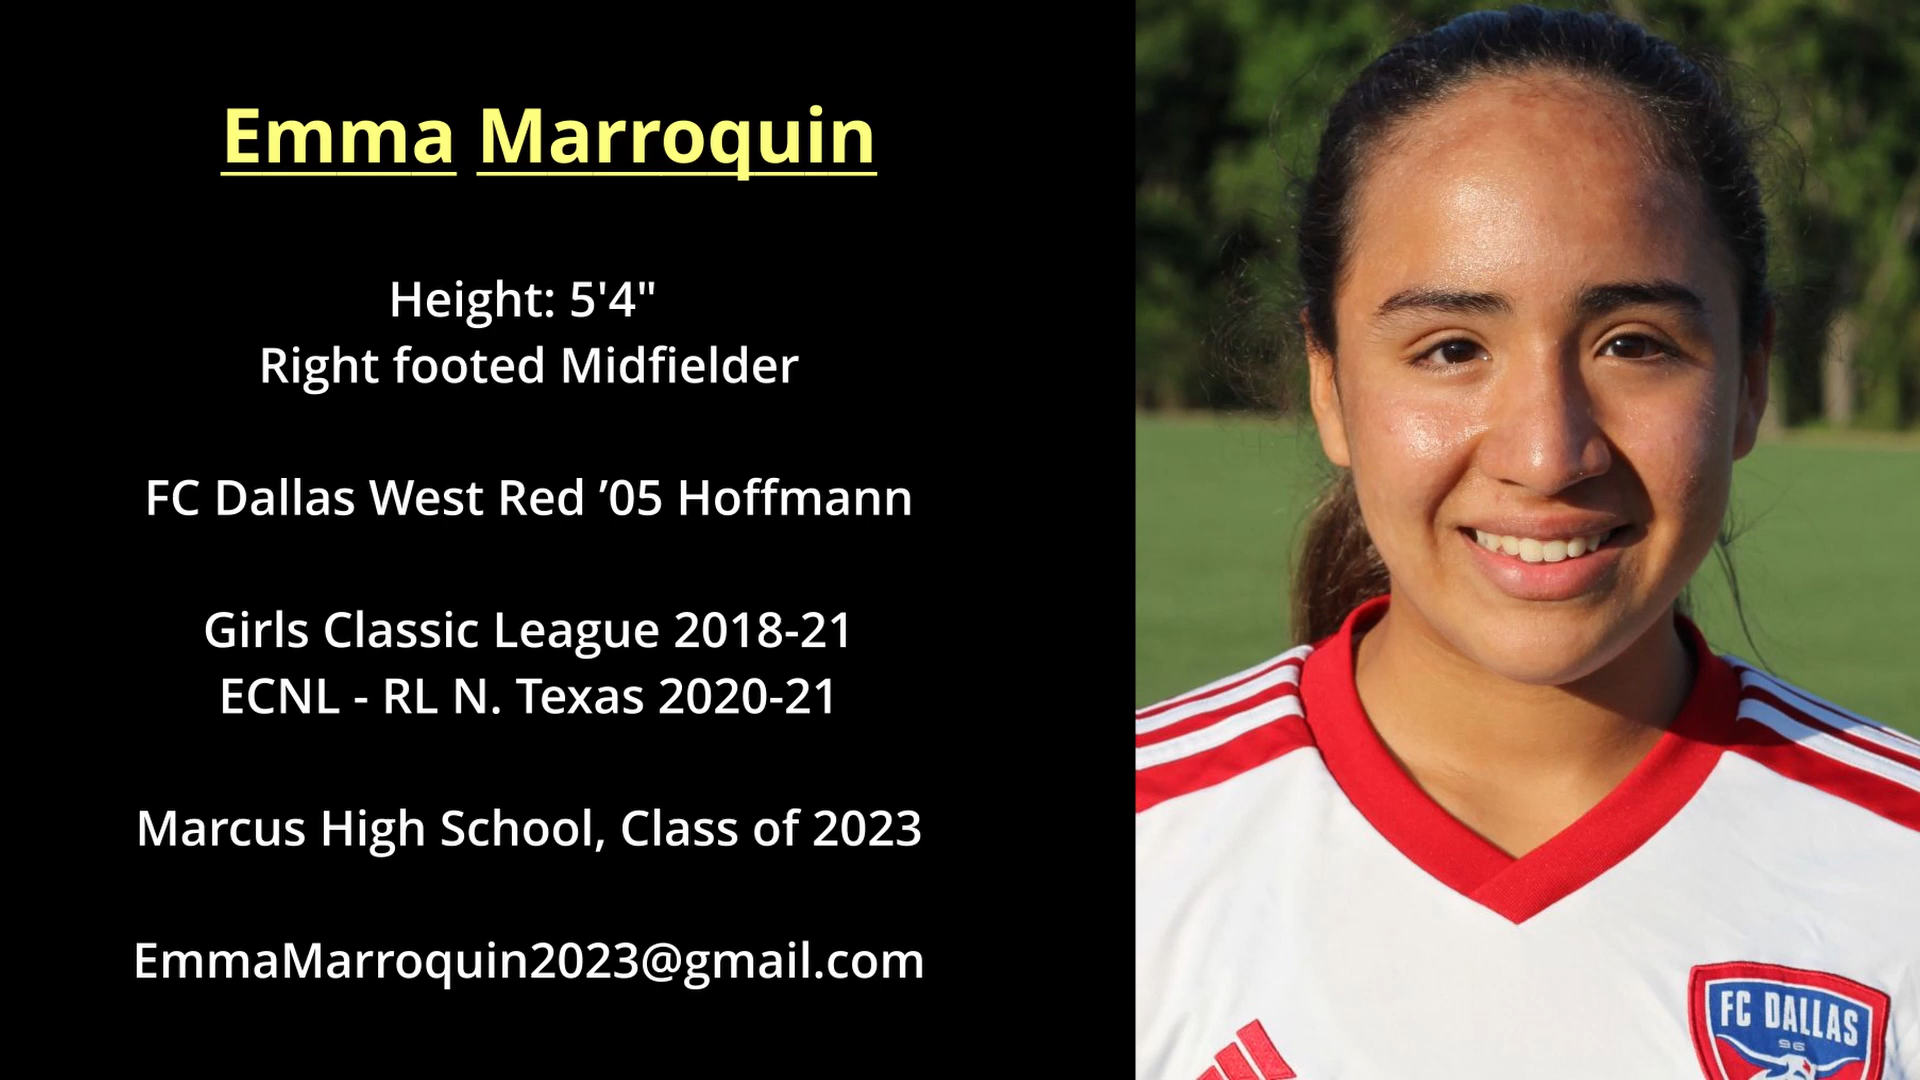 Emma Marroquin
Height: 5'4"
Right footed Midfielder
FC Dallas West Red ’05 Hoffmann
Girls Classic League 2018-21
ECNL - RL N. Texas 2020-21
Marcus High School, Class of 2023
EmmaMarroquin2023@gmail.com
FC DALLAS
96